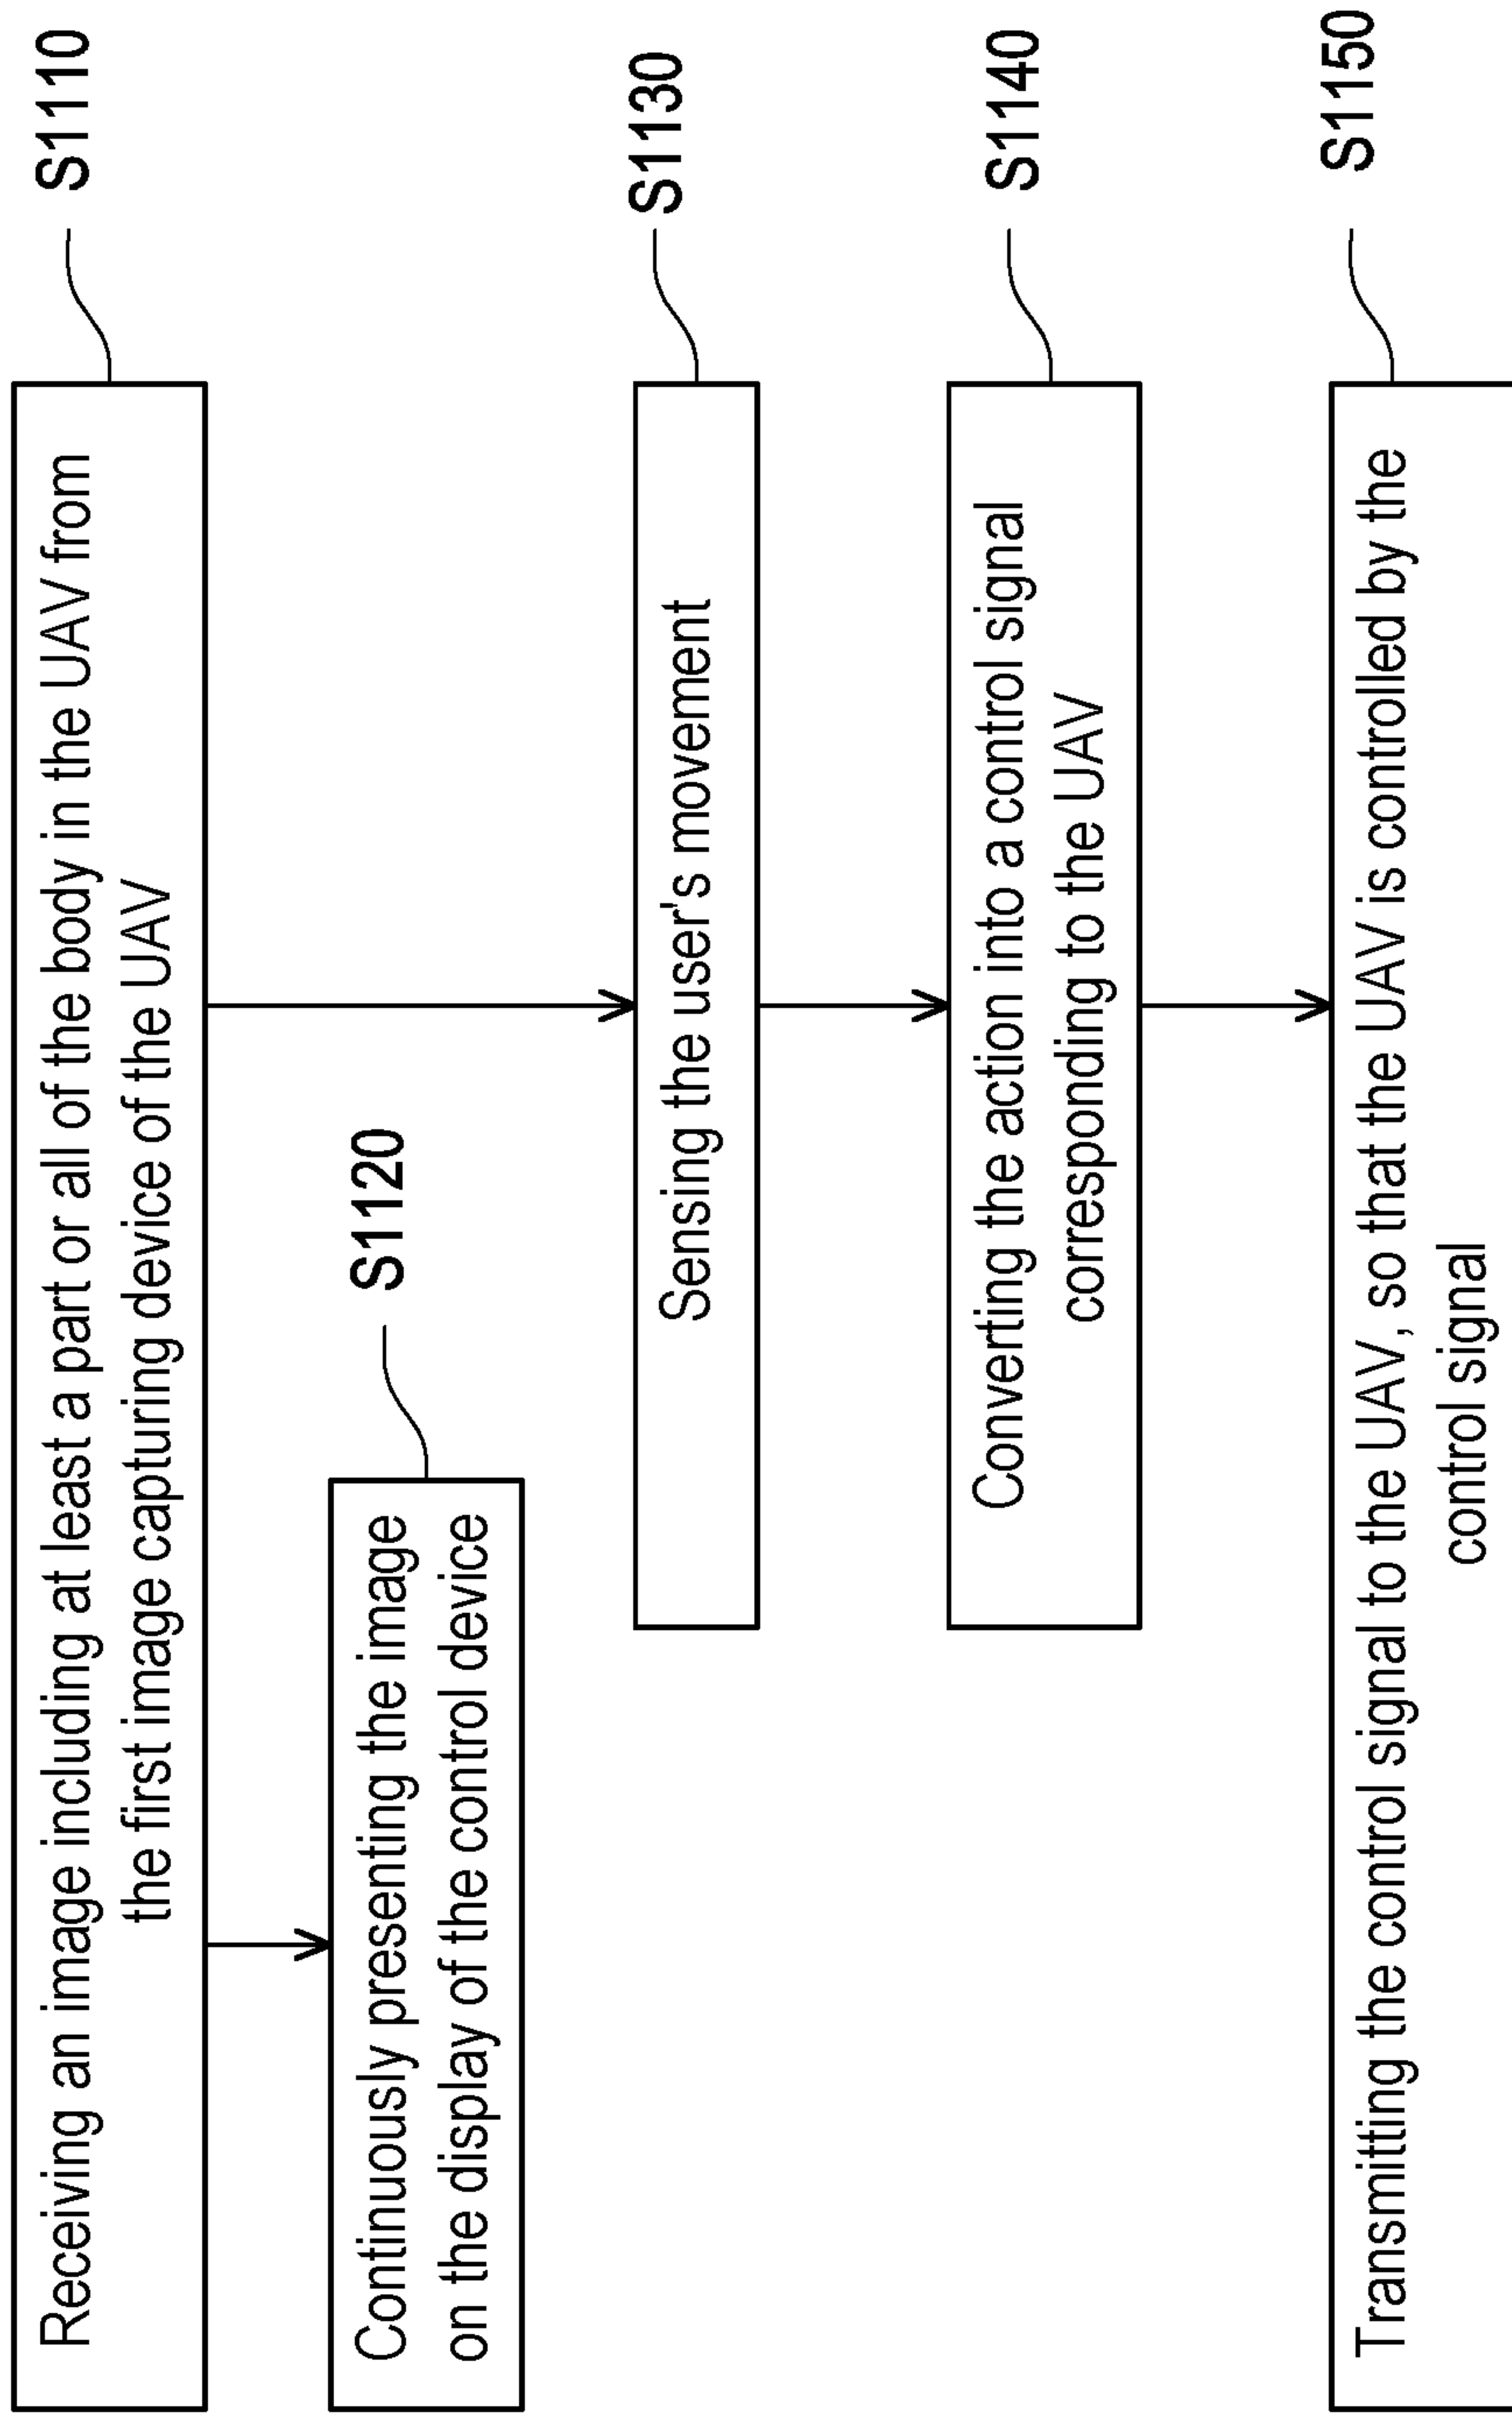 S1110
Receiving an image including at least a part or all of the body in the UAV from
the first image capturing device of the UAV
S1120
Continuously presenting the image
on the display of the control device
S1130
Sensing the user's movement
S1140
Converting the action into a control signal
corresponding to the UAV
S1150
Transmitting the control signal to the UAV, so that the UAV is controlled by the
control signal